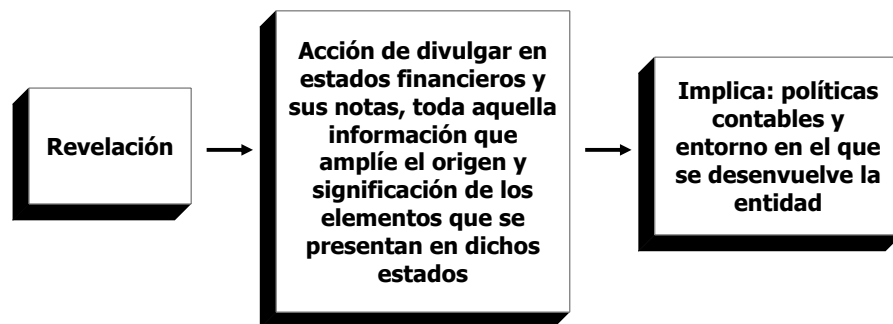 Revelación
Acción de divulgar en
estados financieros y
sus notas, toda aquella
información que
amplíe el origen y
significación de los
elementos que se
presentan en dichos
estados
Implica: políticas
contables y
entorno en el que
se desenvuelve la
entidad